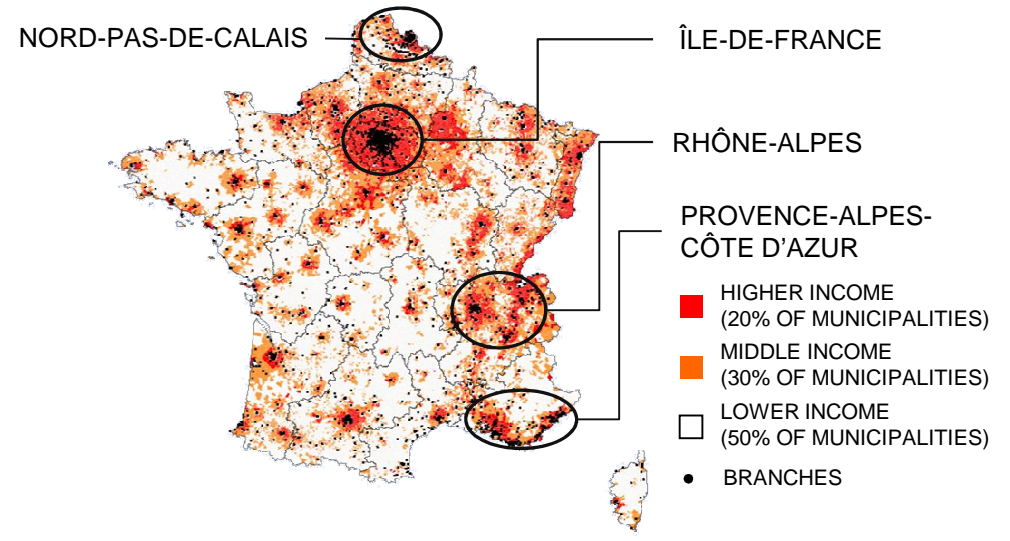 NORD-PAS-DE-CALAIS
ÎLE-DE-FRANCE
RHÔNE-ALPES
PROVENCE-ALPES-
CÔTE D'AZUR
HIGHER INCOME
(20% OF MUNICIPALITIES)
MIDDLE INCOME
(30% OF MUNICIPALITIES)
LOWER INCOME
(50% OF MUNICIPALITIES)
BRANCHES